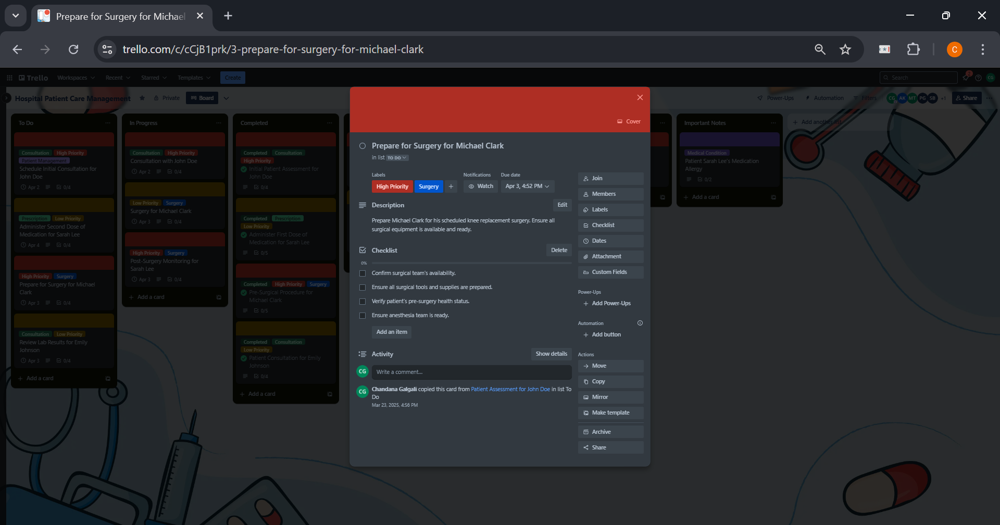 Prepare for Surgery for Michael
trello.com/c/cCjB1prk/3-prepare-for-surgery-for-michael-clark
C
Trello
Workspaces
Recent
Starred
Templates
Create
Search
2
CG
Hospital Patient Care Management
Private
Board
Power-Ups
Automation
Filters
CG
AK
MT
PG
SB
+1
Share
To Do
Consultation High Priority
Patient Management
Schedule Initial Consultation for
John Doe
Apr 2 0/4
Prescription Low Priority
Administer Second Dose of
Medication for Sarah Lee
Apr 4 0/4
High Priority Surgery
Prepare for Surgery for Michael
Clark
Apr 3 0/4
Consultation Low Priority
Review Lab Results for Emily
Johnson
Apr 3 0/4
+ Add a card
In Progress
Consultation High Priority
Consultation with John Doe
Apr 2 0/4
Low Priority Surgery
Surgery for Michael Clark
Apr 3 0/4
High Priority Surgery
Post-Surgery Monitoring for
Sarah Lee
Apr 3 0/4
+ Add a card
Completed
Completed Consultation
High Priority
Initial Patient Assessment for
John Doe
0/4
Completed Prescription
Low Priority
Administer First Dose of
Medication for Sarah Lee
0/5
Completed High Priority Surgery
Pre-Surgical Procedure for
Michael Clark
0/5
Completed Consultation
Low Priority
Patient Consultation for Emily
Johnson
0/4
+ Add a card
Cover
Prepare for Surgery for Michael Clark
in list TO DO
Labels
High Priority
Surgery
+
Notifications
Watch
Due date
Apr 3, 4:52 PM
Description
Edit
Prepare Michael Clark for his scheduled knee replacement surgery. Ensure all
surgical equipment is available and ready.
Checklist
Delete
0%
Confirm surgical team's availability.
Ensure all surgical tools and supplies are prepared.
Verify patient's pre-surgery health status.
Ensure anesthesia team is ready.
Add an item
Activity
Show details
CG
Write a comment...
CG
Chandana Galgali copied this card from Patient Assessment for John Doe in list To
Do
Mar 23, 2025, 4:56 PM
Join
Members
Labels
Checklist
Dates
Attachment
Custom Fields
Power-Ups
+ Add Power-Ups
Automation
+ Add button
Actions
Move
Copy
Mirror
Make template
Archive
Share
Important Notes
Medical Condition
Patient Sarah Lee's Medication
Allergy
0/2
+ Add a card
+ Add another list